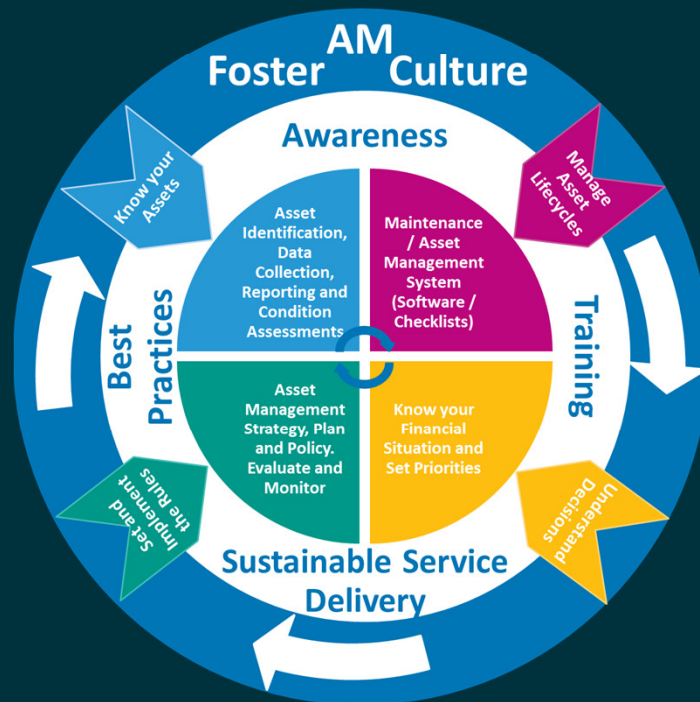 AM
Foster Culture
Awareness
Know your
Assets
Manage
Asset
Lifecycles
Asset
Identification,
Data
Collection,
Reporting and
Condition
Assessments
Maintenance
/ Asset
Management
System
(Software /
Checklists)
Best
Practices
Training
Asset
Management
Strategy, Plan
and Policy.
Evaluate and
Monitor
Know your
Financial
Situation and
Set Priorities
Set and
Implement
the Rules
Understand
Decisions
Sustainable Service
Delivery